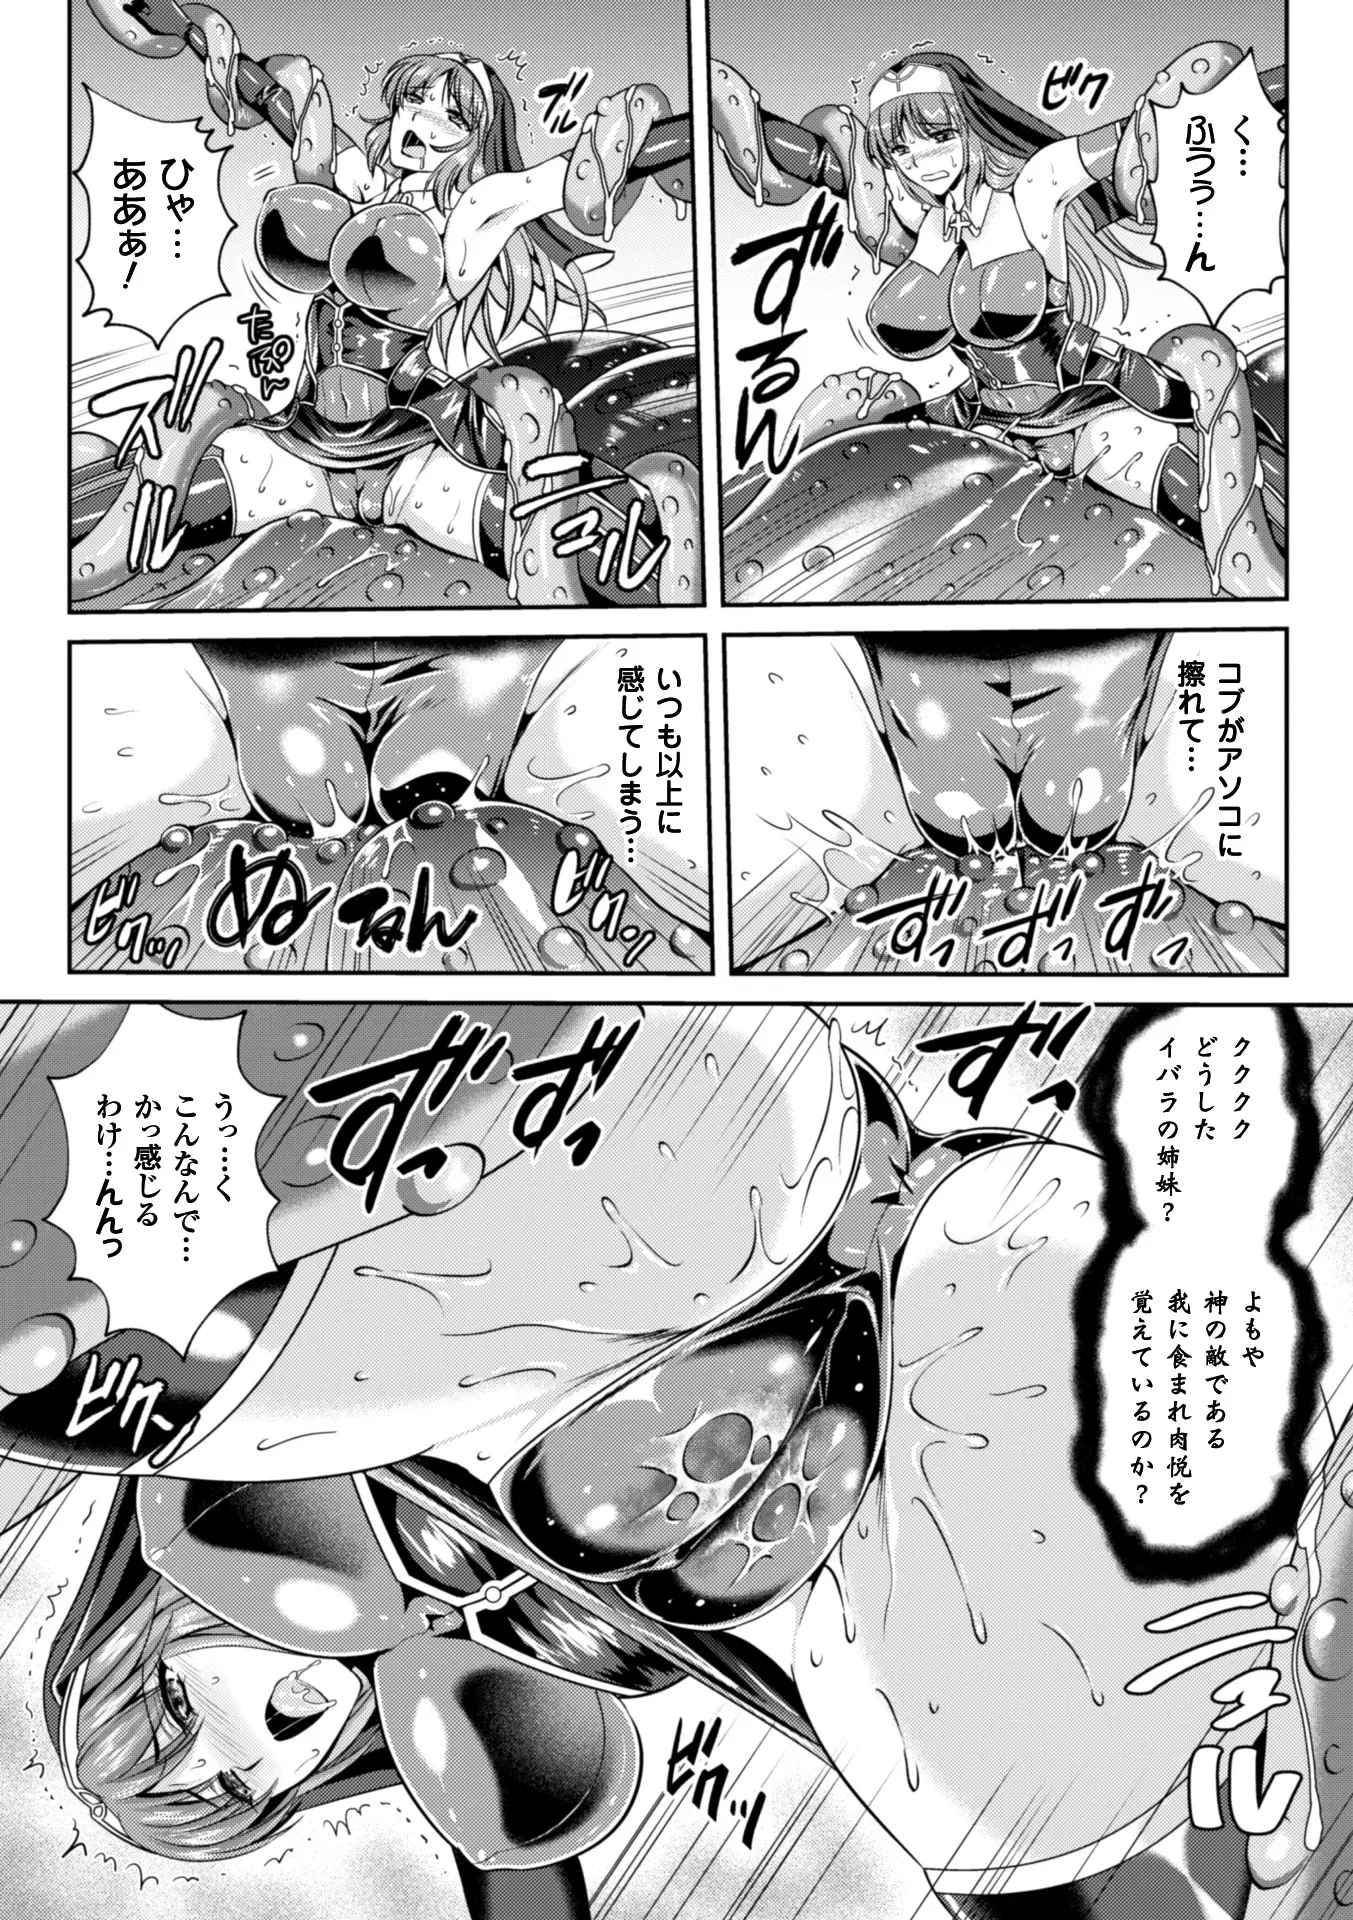 く…
ふうぅ…ん
ビク
ずるん
ひゃ…
あああぁ！
ブル
たぷん
ズズ
ニュルル
コブがアソコに
擦れて…
ずっずっずっ
いつも以上に
感じてしまう…
ビクッ
ぬるん
ビクン
クククク
どうした
イバラの姉妹？
よもや
神の敵である
我に食まれ肉悦を
覚えているのか？
ずっずっ
うっ…く
こんなんで…
かっ感じる
わけ…んんっ
ビク、
ニュル
ビクッ